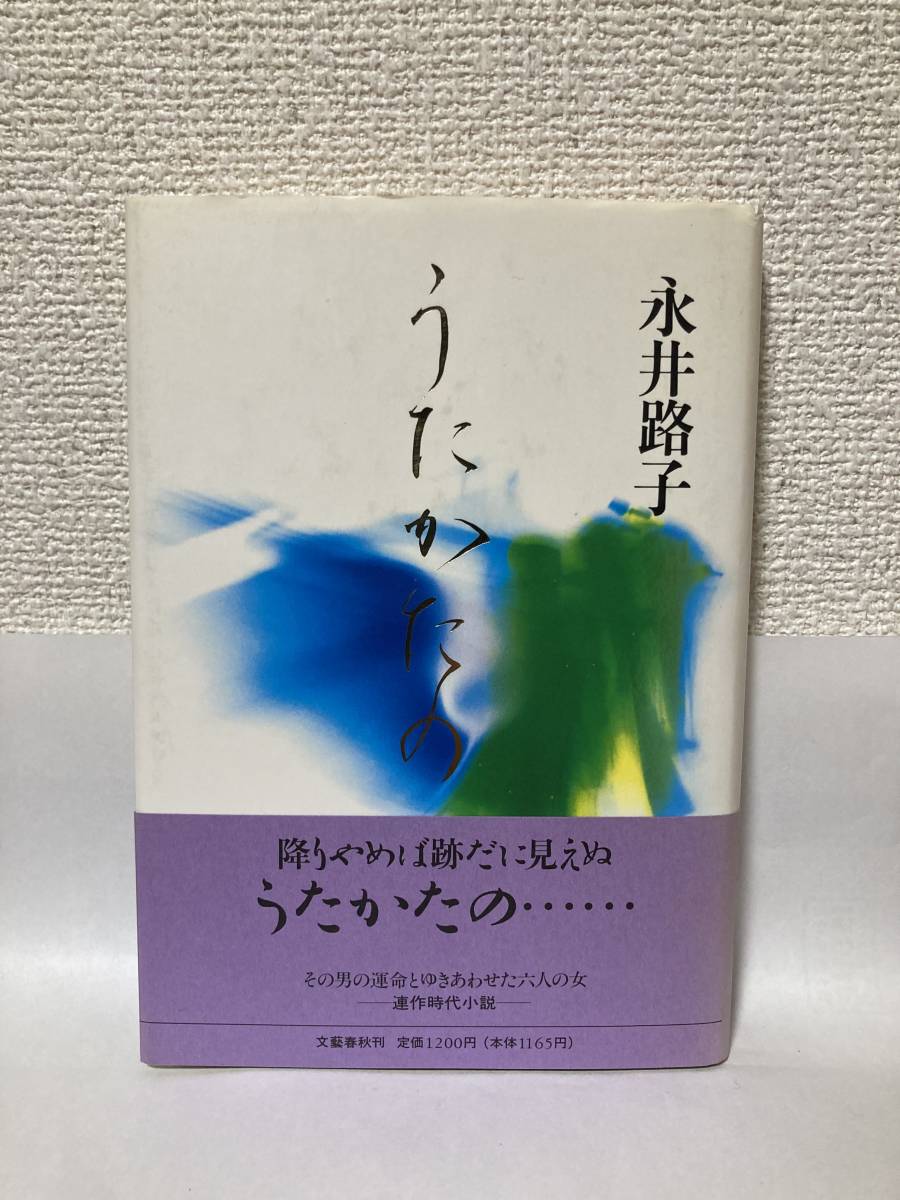 永井路子
うたかたの
降りやめば跡だに見えぬ
うたかたの……
その男の運命とゆきあわせた六人の女
──連作時代小説──
文藝春秋刊 定価1200円（本体1165円）